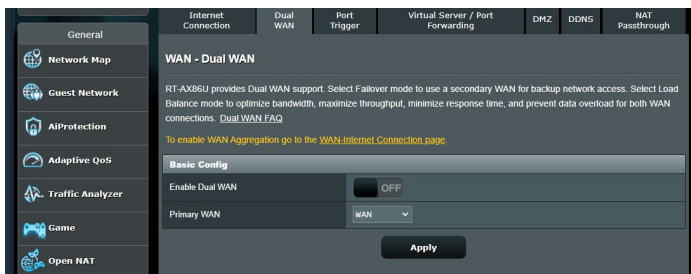 Internet Connection
Dual WAN
Port Trigger
Virtual Server / Port Forwarding
DMZ
DDNS
NAT Passthrough
General
Network Map
Guest Network
AiProtection
Adaptive QoS
Traffic Analyzer
Game
Open NAT
WAN - Dual WAN
RT-AX86U provides Dual WAN support. Select Failover mode to use a secondary WAN for backup network access. Select Load
Balance mode to optimize bandwidth, maximize throughput, minimize response time, and prevent data overload for both WAN
connections. Dual WAN FAQ
To enable WAN Aggregation go to the WAN-Internet Connection page.
Basic Config
Enable Dual WAN
OFF
Primary WAN
WAN
Apply